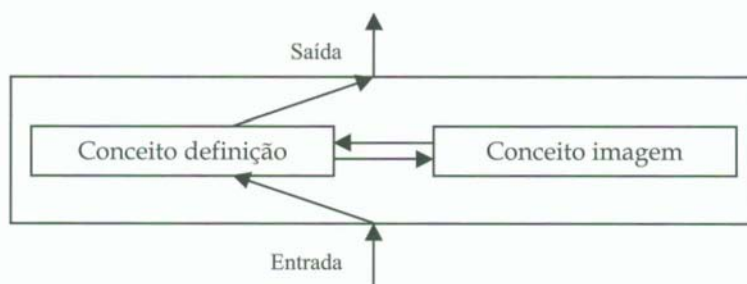 Saída
Conceito definição
Conceito imagem
Entrada